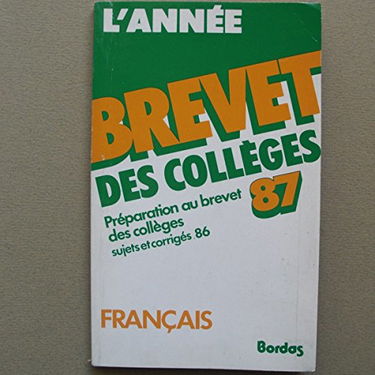 L'ANNÉE
BREVET
DES COLLÈGES
87
Préparation au brevet
des collèges
sujets et corrigés 86
FRANÇAIS
Bordas